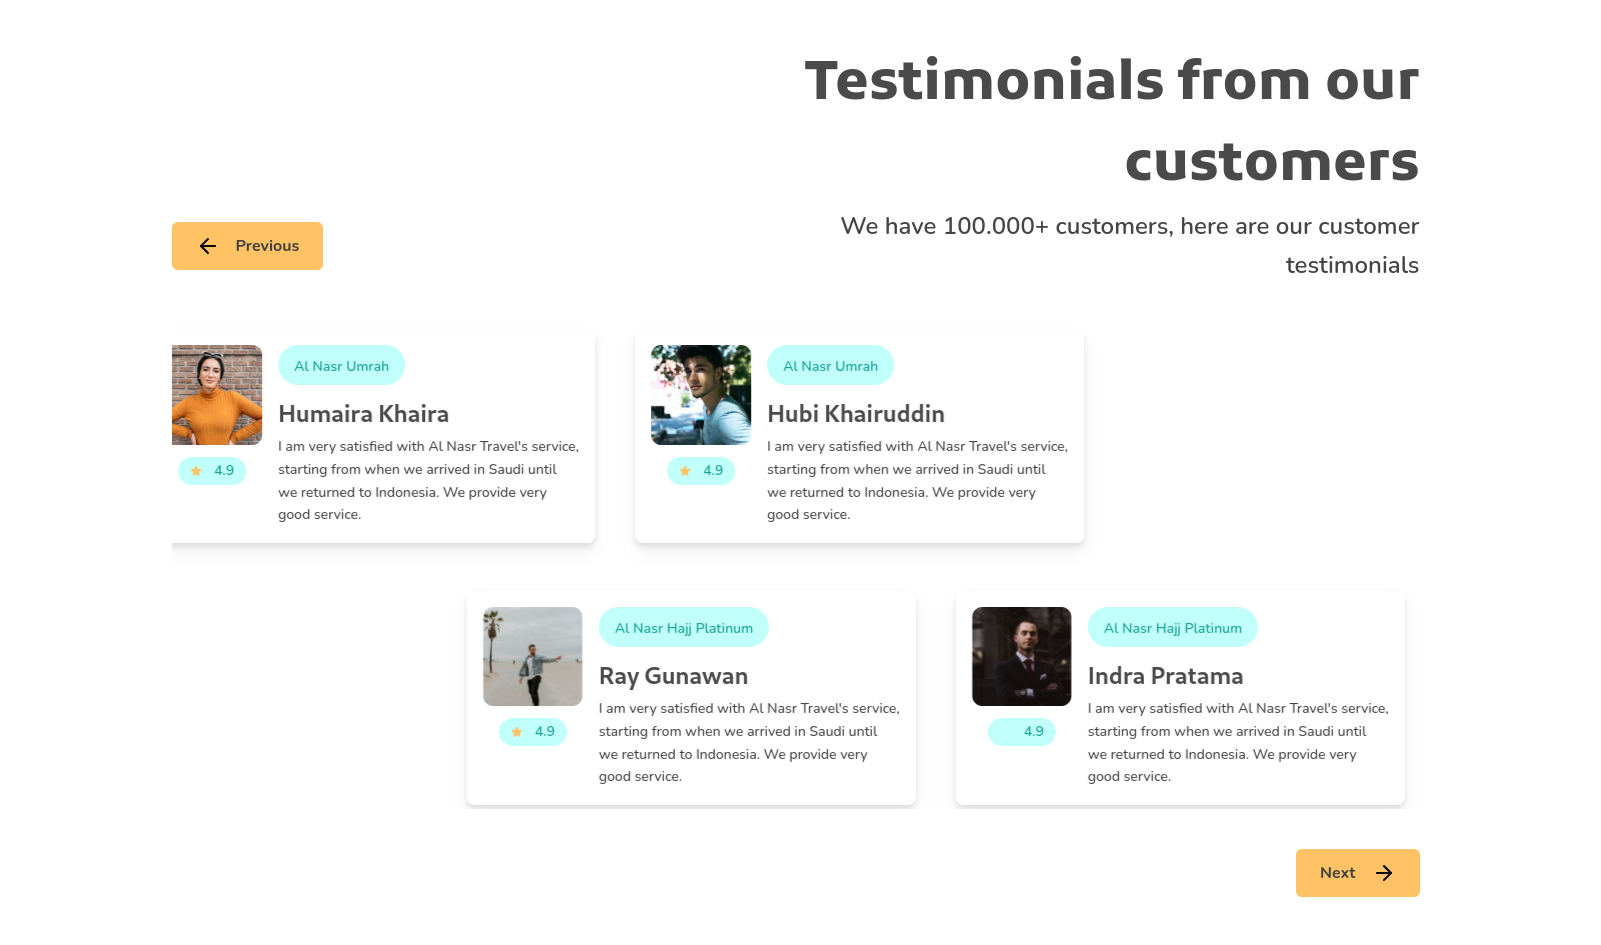 Testimonials from our
customers
We have 100.000+ customers, here are our customer
testimonials
Previous
Al Nasr Umrah
Humaira Khaira
I am very satisfied with Al Nasr Travel's service,
starting from when we arrived in Saudi until
we returned to Indonesia. We provide very
good service.
4.9
Al Nasr Umrah
Hubi Khairuddin
I am very satisfied with Al Nasr Travel's service,
starting from when we arrived in Saudi until
we returned to Indonesia. We provide very
good service.
4.9
Al Nasr Hajj Platinum
Ray Gunawan
I am very satisfied with Al Nasr Travel's service,
starting from when we arrived in Saudi until
we returned to Indonesia. We provide very
good service.
4.9
Al Nasr Hajj Platinum
Indra Pratama
I am very satisfied with Al Nasr Travel's service,
starting from when we arrived in Saudi until
we returned to Indonesia. We provide very
good service.
4.9
Next